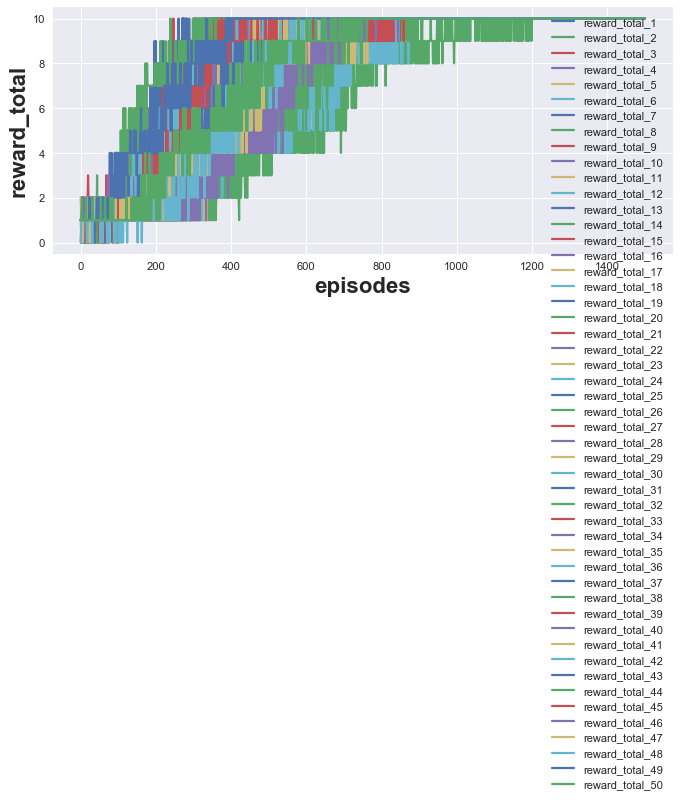 reward_total
10
8
6
4
2
0
0
200
400
600
800
1000
1200
1400
episodes
reward_total_1
reward_total_2
reward_total_3
reward_total_4
reward_total_5
reward_total_6
reward_total_7
reward_total_8
reward_total_9
reward_total_10
reward_total_11
reward_total_12
reward_total_13
reward_total_14
reward_total_15
reward_total_16
reward_total_17
reward_total_18
reward_total_19
reward_total_20
reward_total_21
reward_total_22
reward_total_23
reward_total_24
reward_total_25
reward_total_26
reward_total_27
reward_total_28
reward_total_29
reward_total_30
reward_total_31
reward_total_32
reward_total_33
reward_total_34
reward_total_35
reward_total_36
reward_total_37
reward_total_38
reward_total_39
reward_total_40
reward_total_41
reward_total_42
reward_total_43
reward_total_44
reward_total_45
reward_total_46
reward_total_47
reward_total_48
reward_total_49
reward_total_50